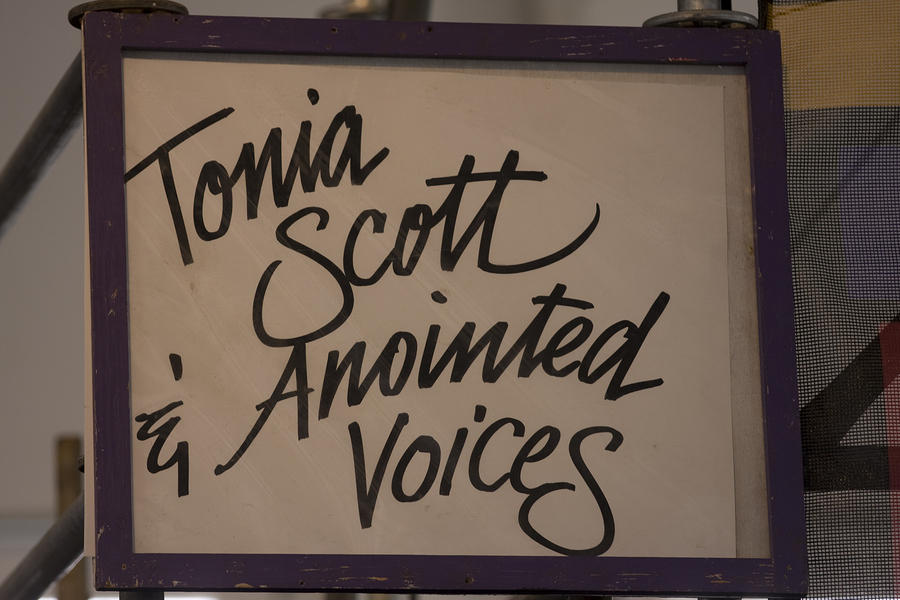 Tonia
Scott
& Anointed
Voices